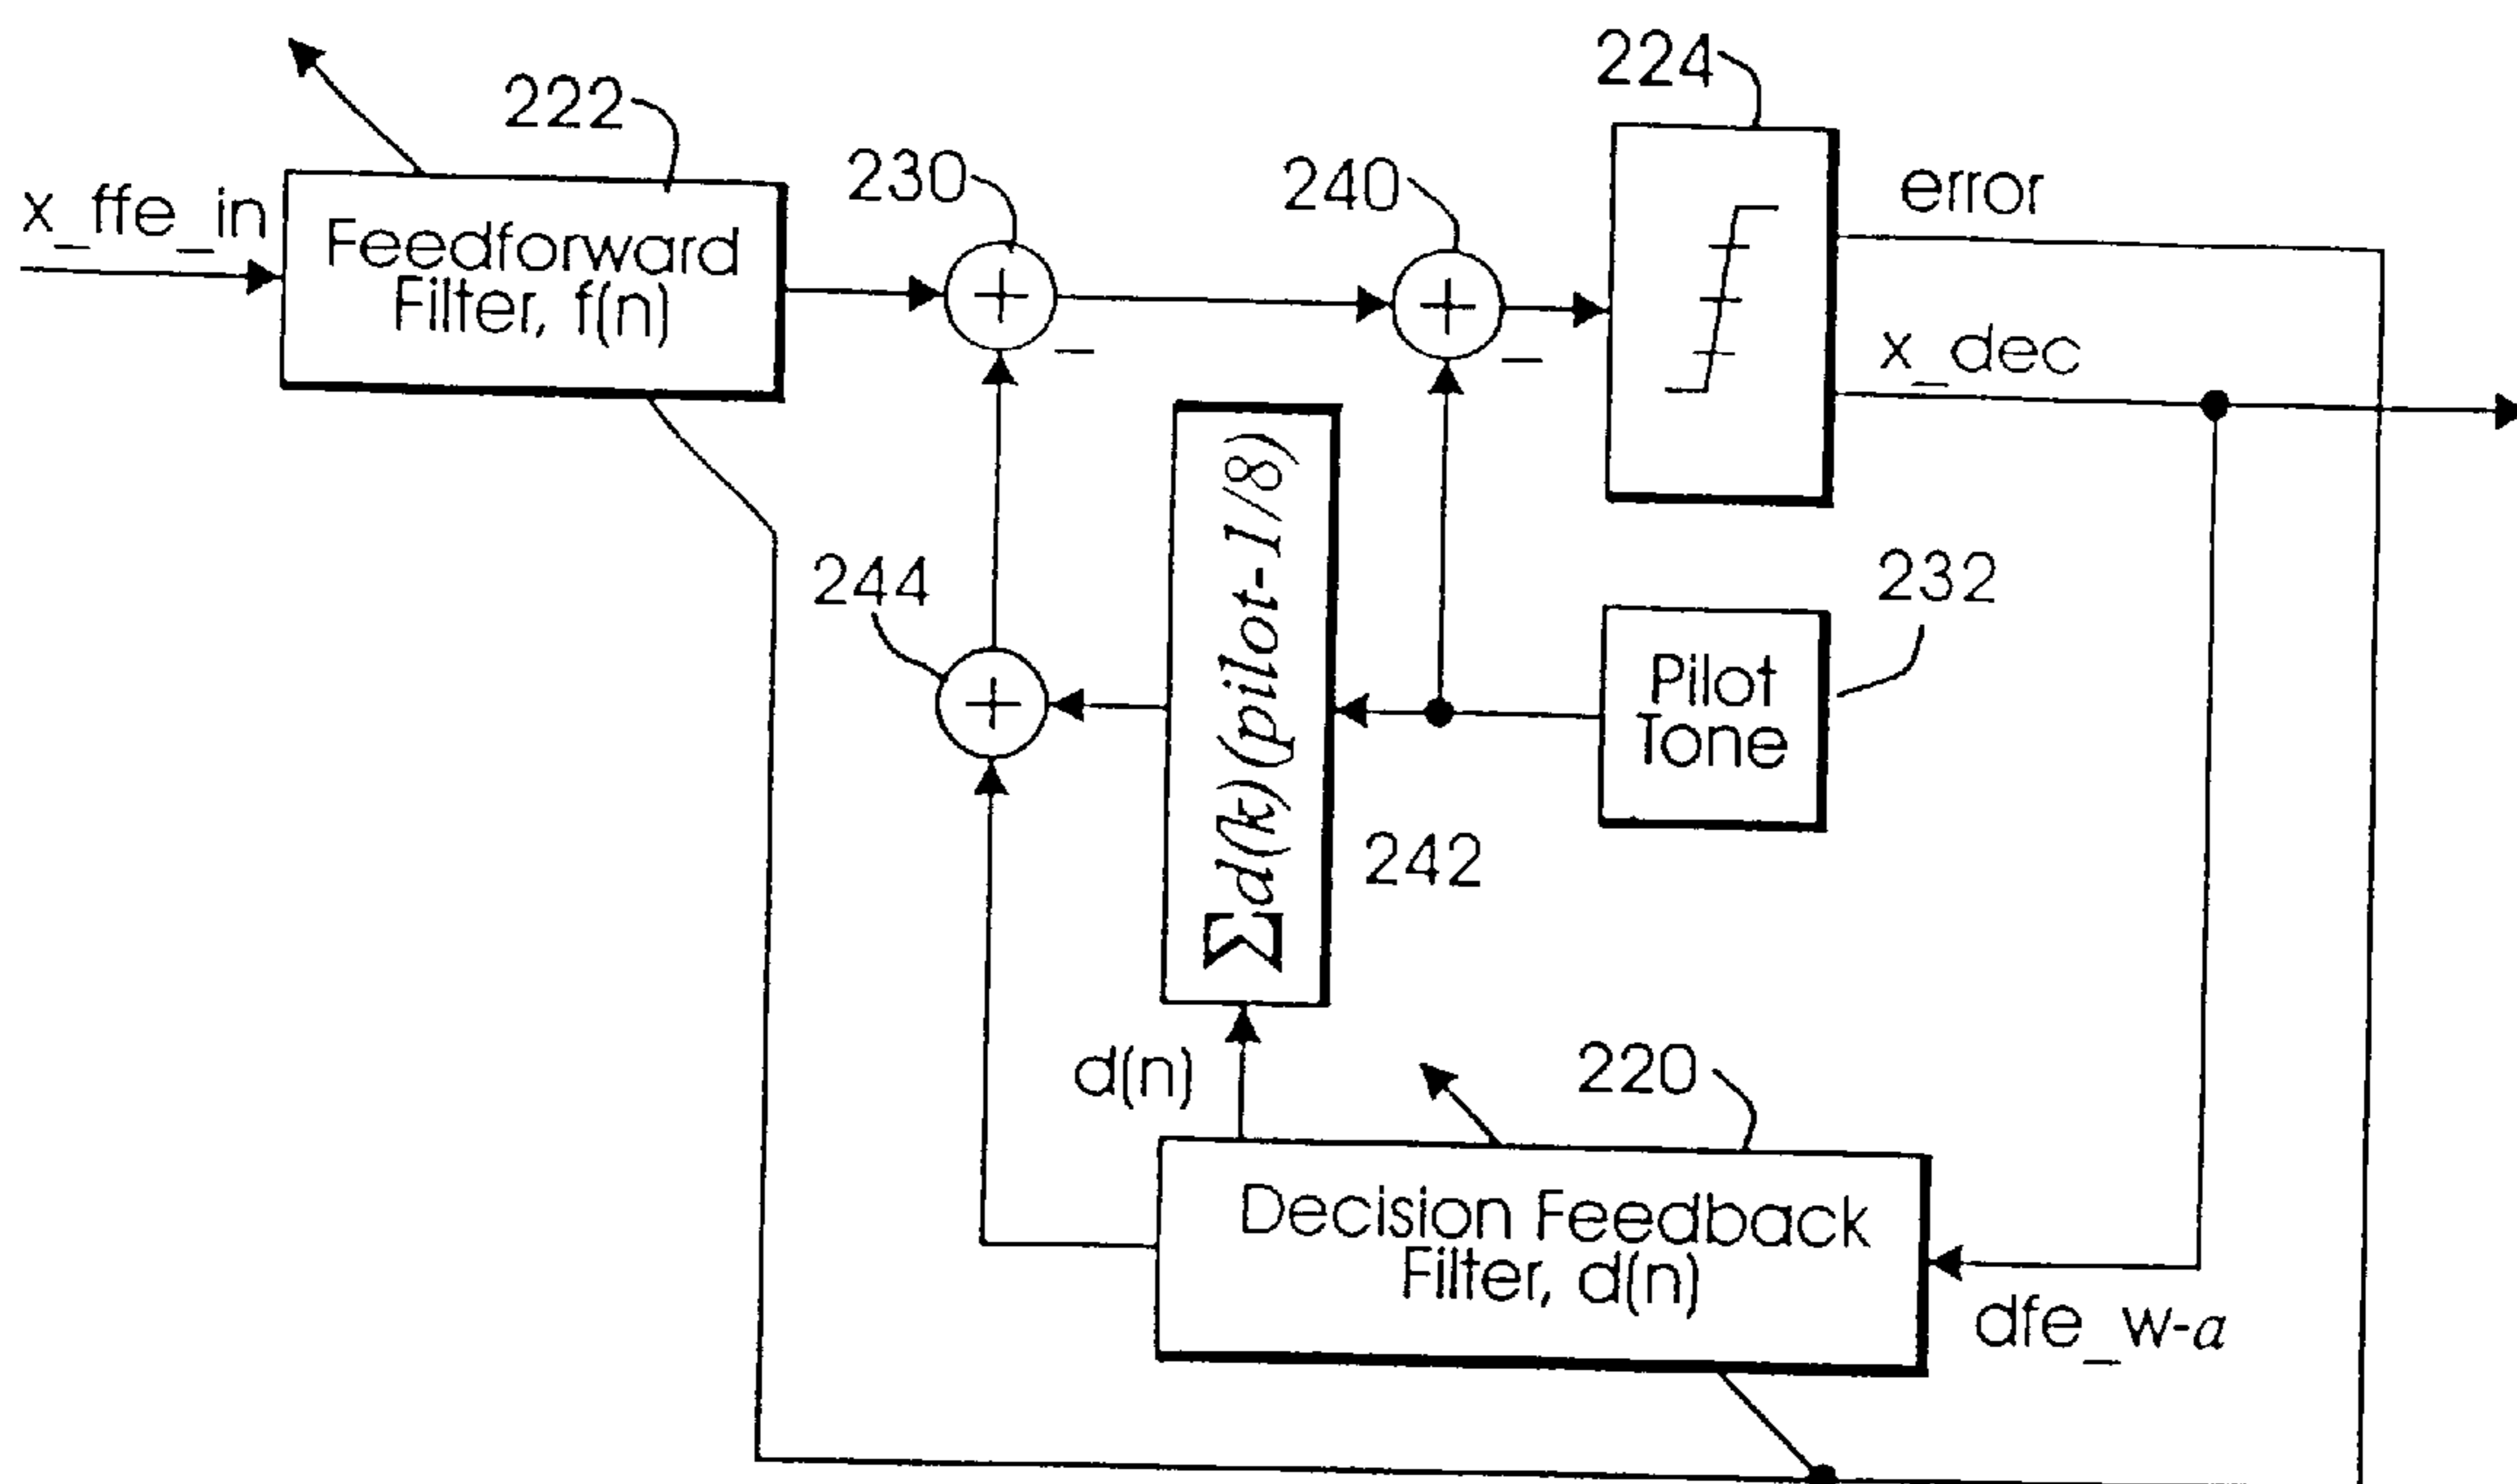 224
222
230
240
error
x_ffe_in
Feedforward
Filter, f(n)
x_dec
244
232
Σd(k)(pilot-1/8)
Pilot
Tone
242
d(n)
220
Decision Feedback
Filter, d(n)
dfe_w-a
+
+
+
−
−